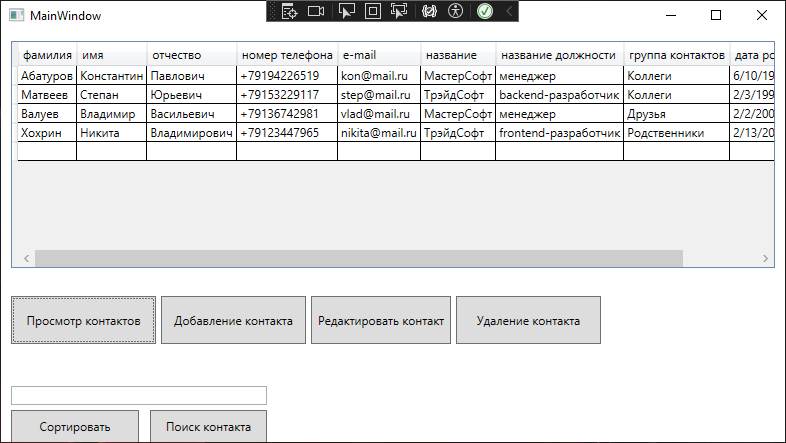 MainWindow
фамилия имя отчество номер телефона e-mail название название должности группа контактов дата ро
Абатуров Константин Павлович +79194226519 kon@mail.ru МастерСофт менеджер Коллеги 6/10/19
Матвеев Степан Юрьевич +79153229117 step@mail.ru ТрэйдСофт backend-разработчик Коллеги 2/3/199
Валуев Владимир Васильевич +79136742981 vlad@mail.ru МастерСофт менеджер Друзья 2/2/200
Хохрин Никита Владимирович +79123447965 nikita@mail.ru ТрэйдСофт frontend-разработчик Родственники 2/13/20
Просмотр контактов Добавление контакта Редактировать контакт Удаление контакта
Сортировать Поиск контакта